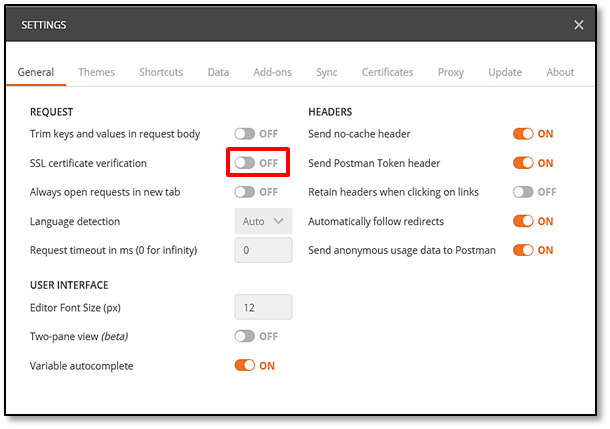 SETTINGS
General Themes Shortcuts Data Add-ons Sync Certificates Proxy Update About
REQUEST
Trim keys and values in request body OFF
SSL certificate verification OFF
Always open requests in new tab OFF
Language detection Auto
Request timeout in ms (0 for infinity) 0
USER INTERFACE
Editor Font Size (px) 12
Two-pane view (beta) OFF
Variable autocomplete ON
HEADERS
Send no-cache header ON
Send Postman Token header ON
Retain headers when clicking on links OFF
Automatically follow redirects ON
Send anonymous usage data to Postman ON